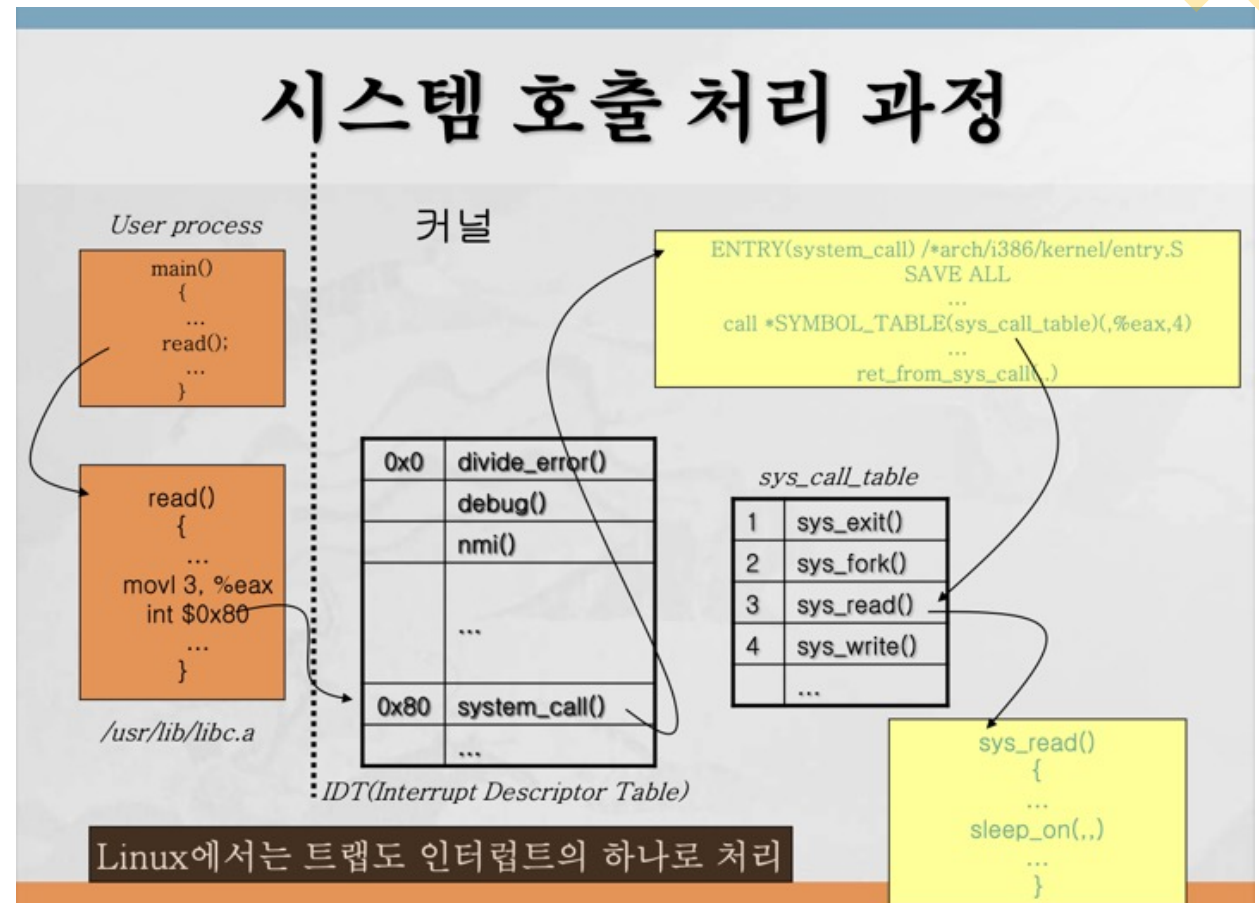 시스템 호출 처리 과정
User process
main()
{
...
read();
...
}
read()
{
...
movl 3, %eax
int $0x80
...
}
/usr/lib/libc.a
커널
0x0 divide_error()
debug()
nmi()
...
0x80 system_call()
...
IDT(Interrupt Descriptor Table)
ENTRY(system_call) /*arch/i386/kernel/entry.S
SAVE ALL
...
call *SYMBOL_TABLE(sys_call_table)(,%eax,4)
...
ret_from_sys_call(,.)
sys_call_table
1 sys_exit()
2 sys_fork()
3 sys_read()
4 sys_write()
...
sys_read()
{
...
sleep_on(,,)
...
}
Linux에서는 트랩도 인터럽트의 하나로 처리